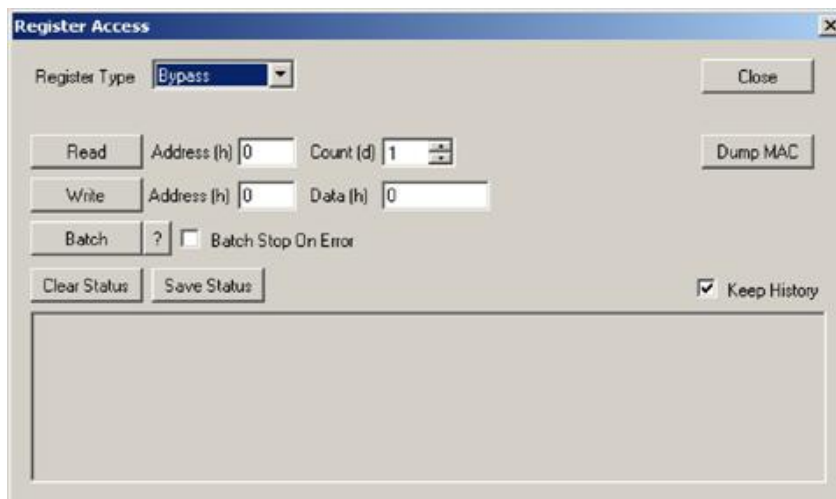 Register Access
Register Type Bypass Close
Read Address (h) 0 Count (d) 1 Dump MAC
Write Address (h) 0 Data (h) 0
Batch ? Batch Stop On Error
Clear Status Save Status Keep History